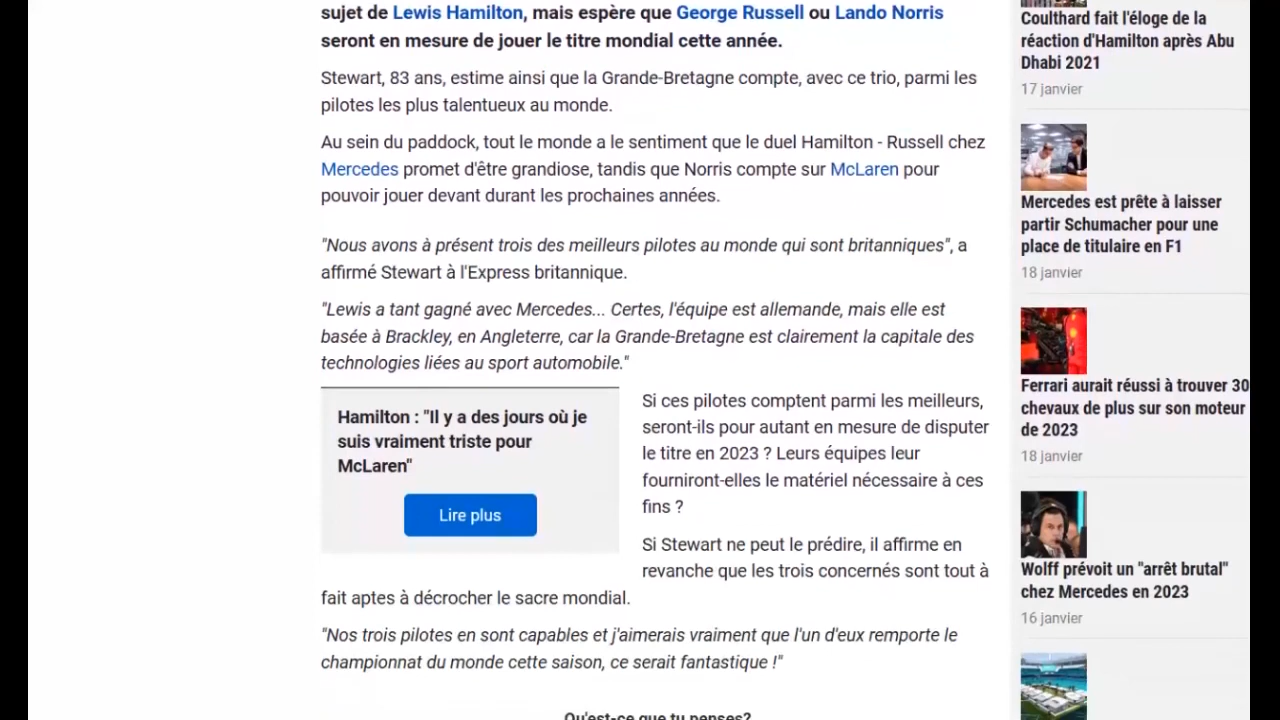 sujet de Lewis Hamilton, mais espère que George Russell ou Lando Norris
seront en mesure de jouer le titre mondial cette année.
Stewart, 83 ans, estime ainsi que la Grande-Bretagne compte, avec ce trio, parmi les
pilotes les plus talentueux au monde.
Au sein du paddock, tout le monde a le sentiment que le duel Hamilton - Russell chez
Mercedes promet d'être grandiose, tandis que Norris compte sur McLaren pour
pouvoir jouer devant durant les prochaines années.
"Nous avons à présent trois des meilleurs pilotes au monde qui sont britanniques", a
affirmé Stewart à l'Express britannique.
"Lewis a tant gagné avec Mercedes... Certes, l'équipe est allemande, mais elle est
basée à Brackley, en Angleterre, car la Grande-Bretagne est clairement la capitale des
technologies liées au sport automobile."
Hamilton : "Il y a des jours où je
suis vraiment triste pour
McLaren"
Lire plus
Si ces pilotes comptent parmi les meilleurs,
seront-ils pour autant en mesure de disputer
le titre en 2023 ? Leurs équipes leur
fourniront-elles le matériel nécessaire à ces
fins ?
Si Stewart ne peut le prédire, il affirme en
revanche que les trois concernés sont tout à
fait aptes à décrocher le sacre mondial.
"Nos trois pilotes en sont capables et j'aimerais vraiment que l'un d'eux remporte le
championnat du monde cette saison, ce serait fantastique !"
Qu'est-ce que tu penses?
Coulthard fait l'éloge de la
réaction d'Hamilton après Abu
Dhabi 2021
17 janvier
Mercedes est prête à laisser
partir Schumacher pour une
place de titulaire en F1
18 janvier
Ferrari aurait réussi à trouver 30
chevaux de plus sur son moteur
de 2023
18 janvier
Wolff prévoit un "arrêt brutal"
chez Mercedes en 2023
16 janvier